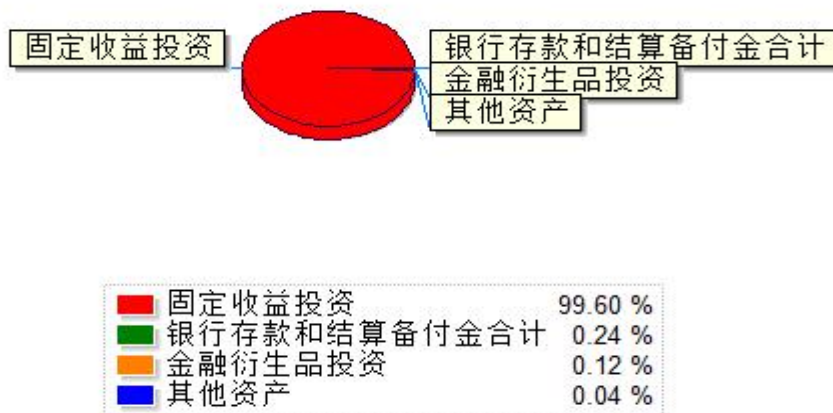 固定收益投资
银行存款和结算备付金合计
金融衍生品投资
其他资产
固定收益投资 99.60 %
银行存款和结算备付金合计 0.24 %
金融衍生品投资 0.12 %
其他资产 0.04 %